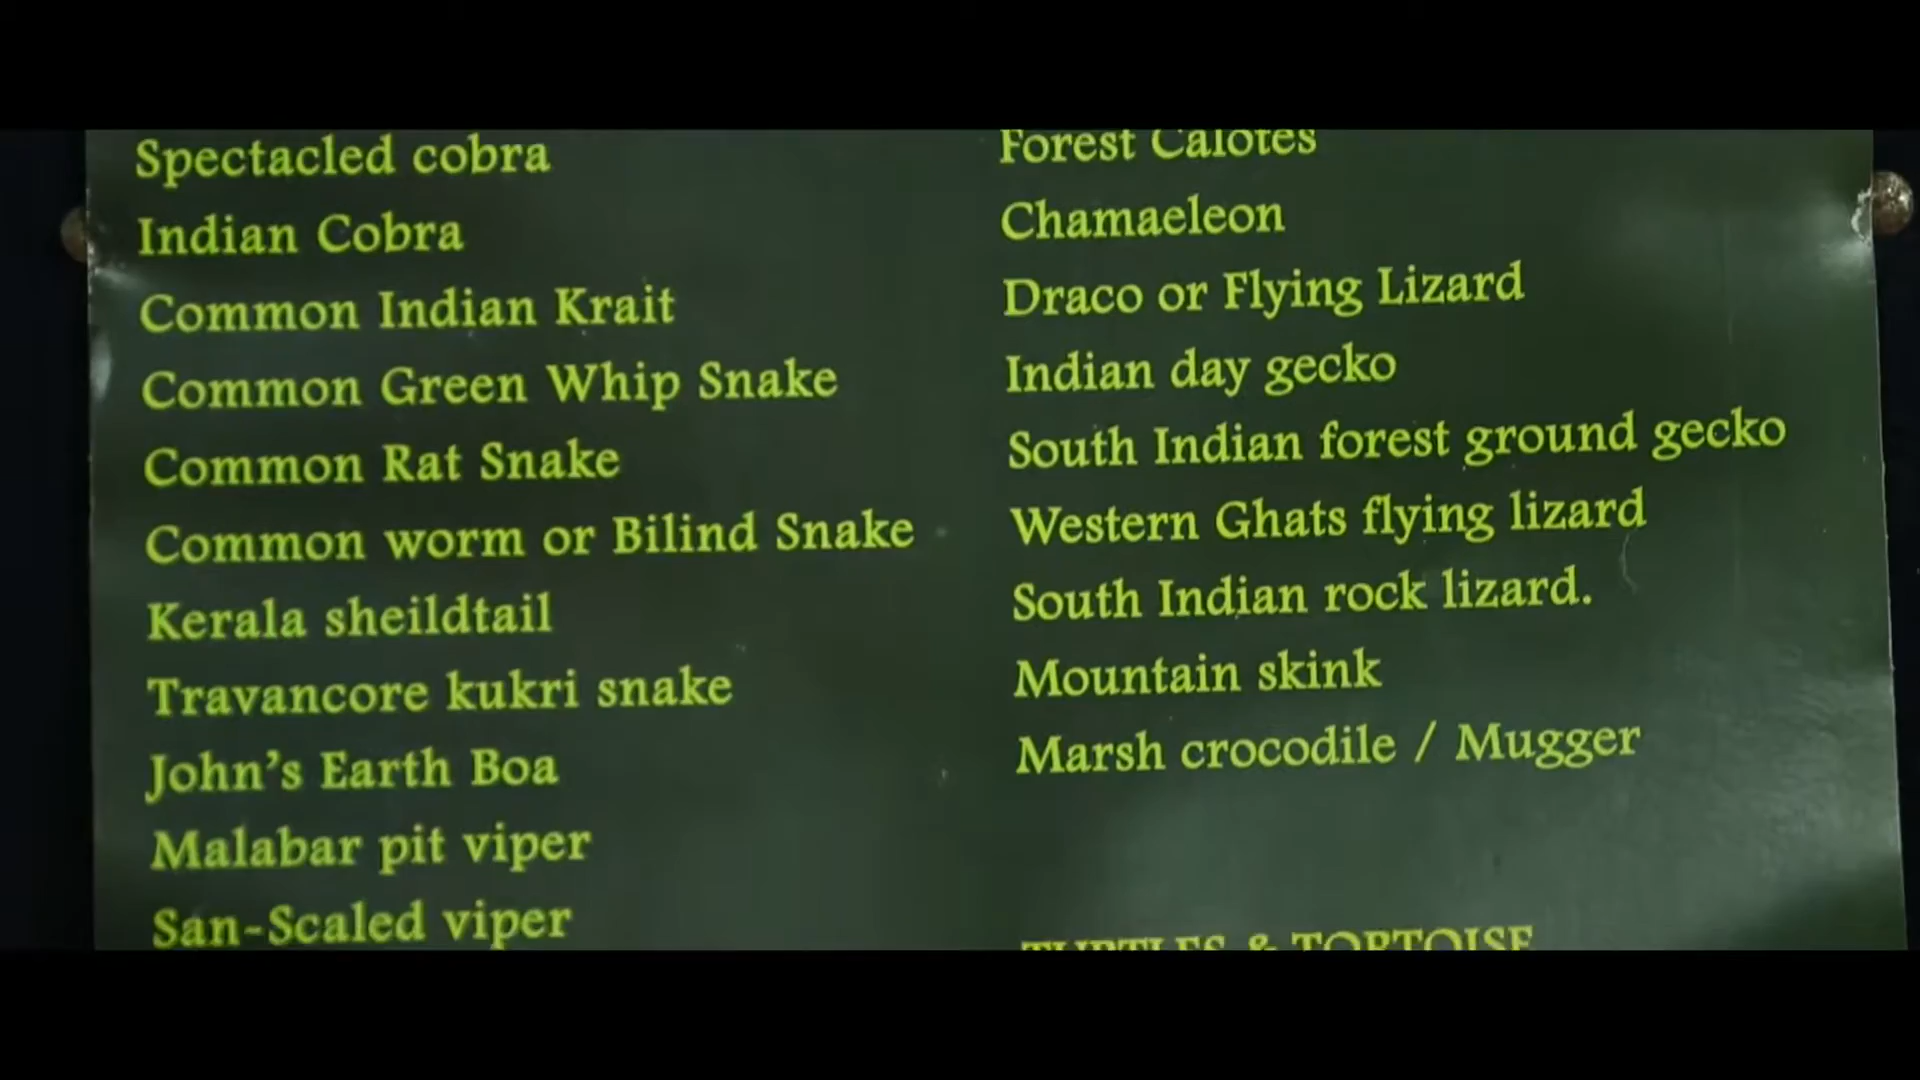 Spectacled cobra
Indian Cobra
Common Indian Krait
Common Green Whip Snake
Common Rat Snake
Common worm or Bilind Snake
Kerala sheildtail
Travancore kukri snake
John's Earth Boa
Malabar pit viper
San-Scaled viper
Forest Calotes
Chamaeleon
Draco or Flying Lizard
Indian day gecko
South Indian forest ground gecko
Western Ghats flying lizard
South Indian rock lizard.
Mountain skink
Marsh crocodile / Mugger
TURTLES & TORTOISE